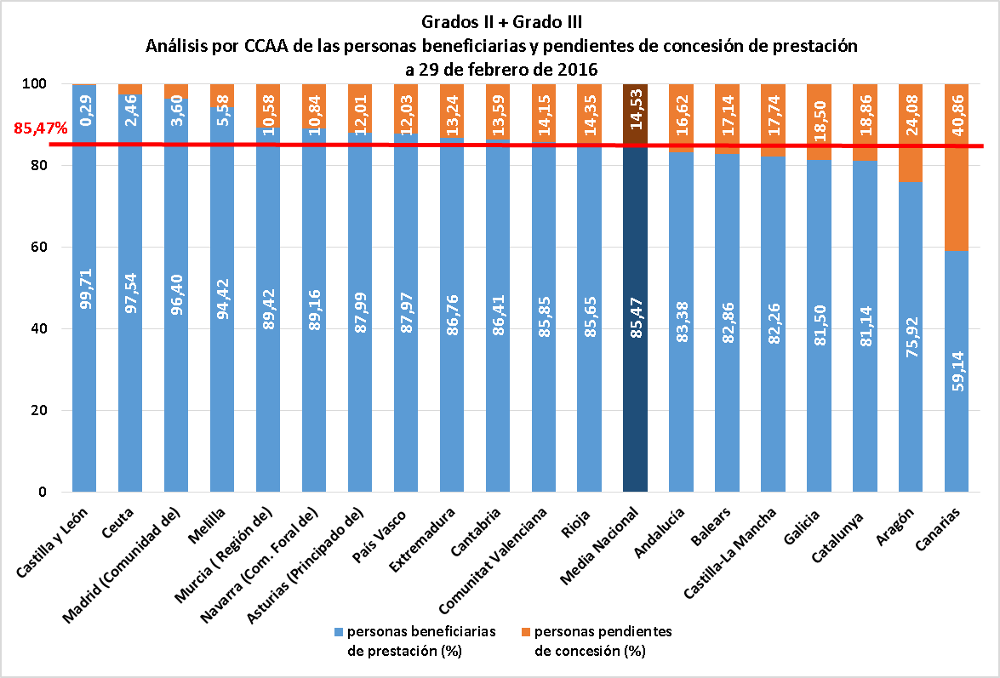 Grados II + Grado III
Análisis por CCAA de las personas beneficiarias y pendientes de concesión de prestación
a 29 de febrero de 2016
100
80
60
40
20
0
85,47%
0,29
2,46
3,60
5,58
10,58
10,84
12,01
12,03
13,24
13,59
14,15
14,35
14,53
16,62
17,14
17,74
18,50
18,86
24,08
40,86
99,71
97,54
96,40
94,42
89,42
89,16
87,99
87,97
86,76
86,41
85,85
85,65
85,47
83,38
82,86
82,26
81,50
81,14
75,92
59,14
Castilla y León
Ceuta
Madrid (Comunidad de)
Melilla
Murcia ( Región de)
Navarra (Com. Foral de)
Asturias (Principado de)
País Vasco
Extremadura
Cantabria
Comunitat Valenciana
Rioja
Media Nacional
Andalucía
Balears
Castilla-La Mancha
Galicia
Catalunya
Aragón
Canarias
personas beneficiarias
de prestación (%)
personas pendientes
de concesión (%)